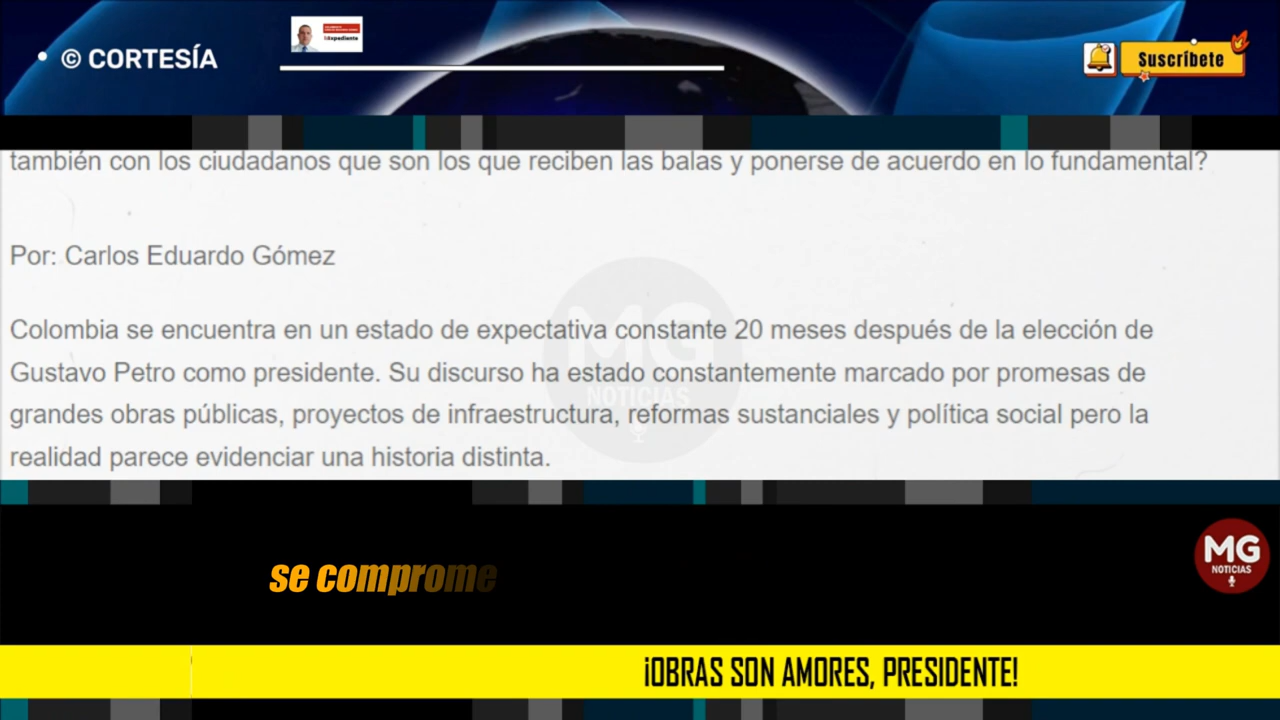 © CORTESÍA
Suscríbete
también con los ciudadanos que son los que reciben las balas y ponerse de acuerdo en lo fundamental?
Por: Carlos Eduardo Gómez
Colombia se encuentra en un estado de expectativa constante 20 meses después de la elección de
Gustavo Petro como presidente. Su discurso ha estado constantemente marcado por promesas de
grandes obras públicas, proyectos de infraestructura, reformas sustanciales y política social pero la
realidad parece evidenciar una historia distinta.
MG
NOTICIAS
se comprome
MG
NOTICIAS
¡OBRAS SON AMORES, PRESIDENTE!